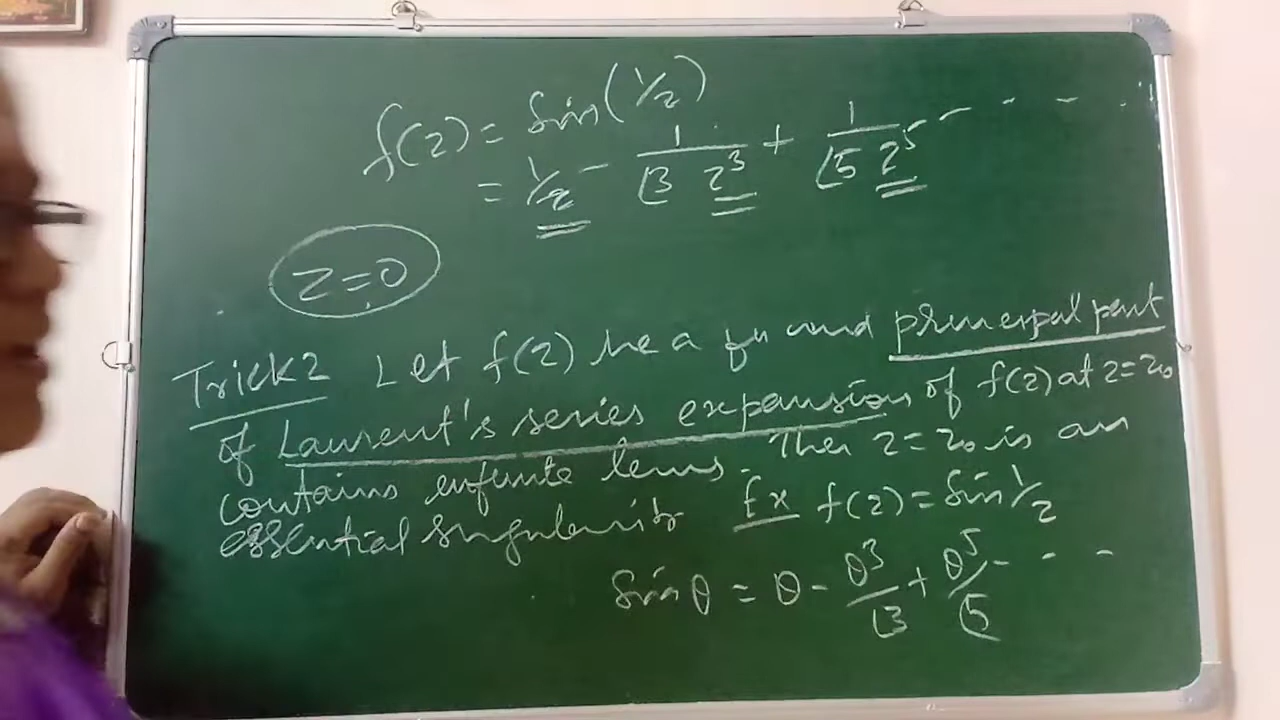 f(z) = Sin(1/z)
= 1/z - 1/(⌊3 z³) + 1/(⌊5 z⁵) - - - - -
z=0
Trick2 Let f(z) be a fn and principal part
of Laurent's series expansion of f(z) at z=z₀
contains infinite terms. Then z=z₀ is an
essential singularity Ex f(z) = Sin 1/z
Sin θ = θ - θ³/⌊3 + θ⁵/⌊5 - - -